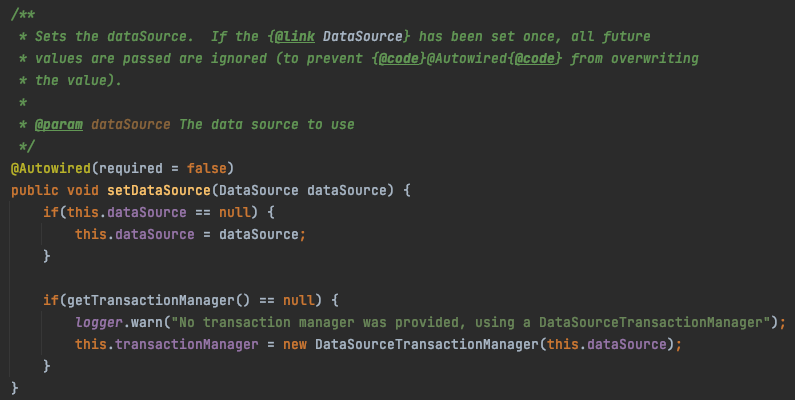 /**
 * Sets the dataSource.  If the {@link DataSource} has been set once, all future
 * values are passed are ignored (to prevent {@code}@Autowired{@code} from overwriting
 * the value).
 *
 * @param dataSource The data source to use
 */
@Autowired(required = false)
public void setDataSource(DataSource dataSource) {
    if(this.dataSource == null) {
        this.dataSource = dataSource;
    }

    if(getTransactionManager() == null) {
        logger.warn("No transaction manager was provided, using a DataSourceTransactionManager");
        this.transactionManager = new DataSourceTransactionManager(this.dataSource);
    }
}